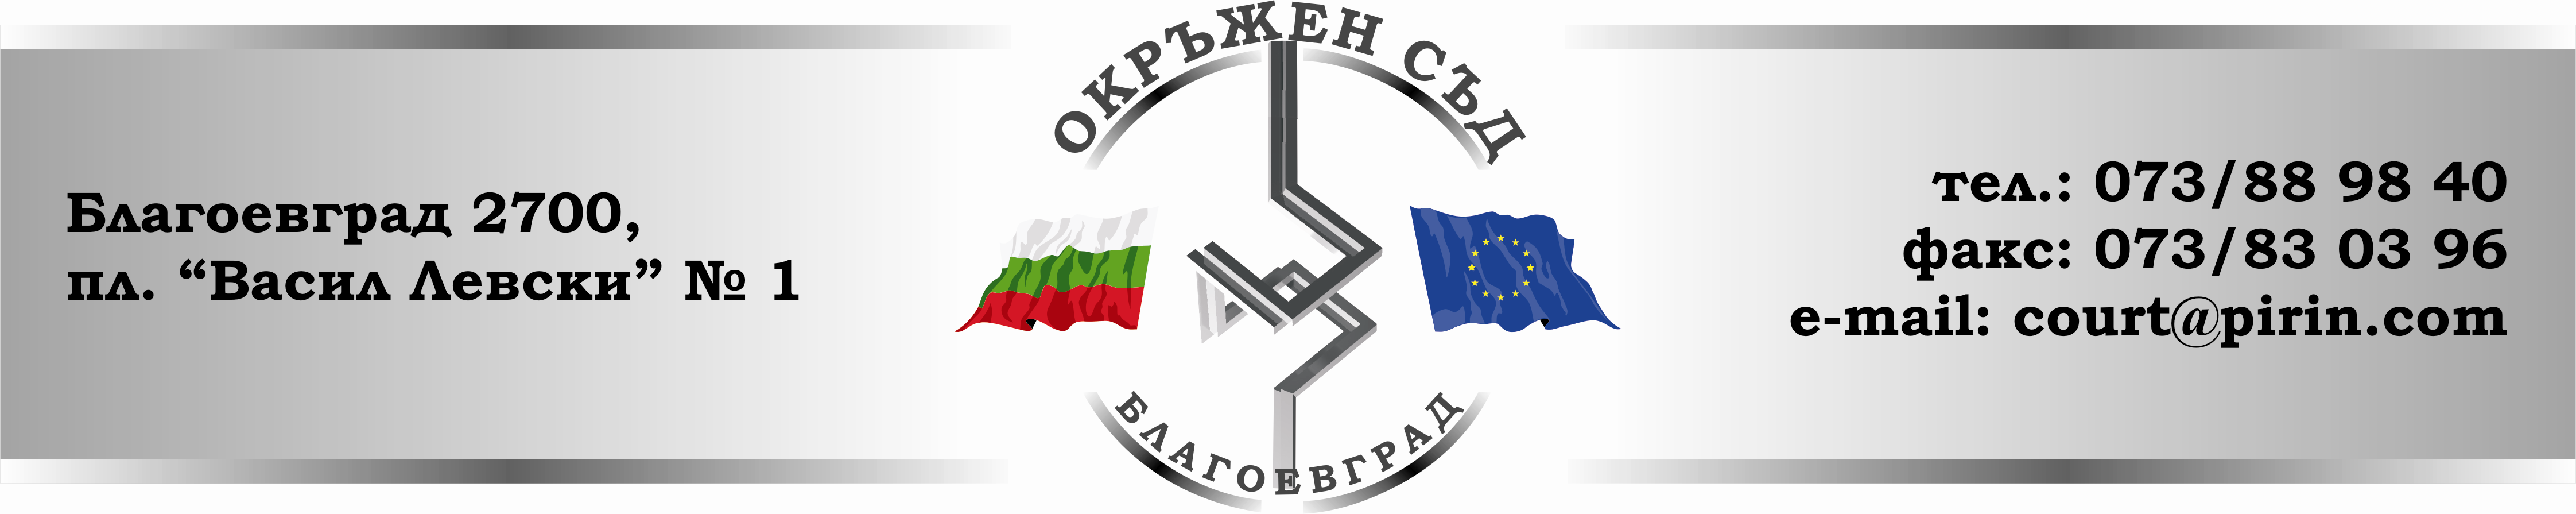 Благоевград 2700,
пл. “Васил Левски” № 1
ОКРЪЖЕН СЪД
БЛАГОЕВГРАД
тел.: 073/88 98 40
факс: 073/83 03 96
e-mail: court@pirin.com